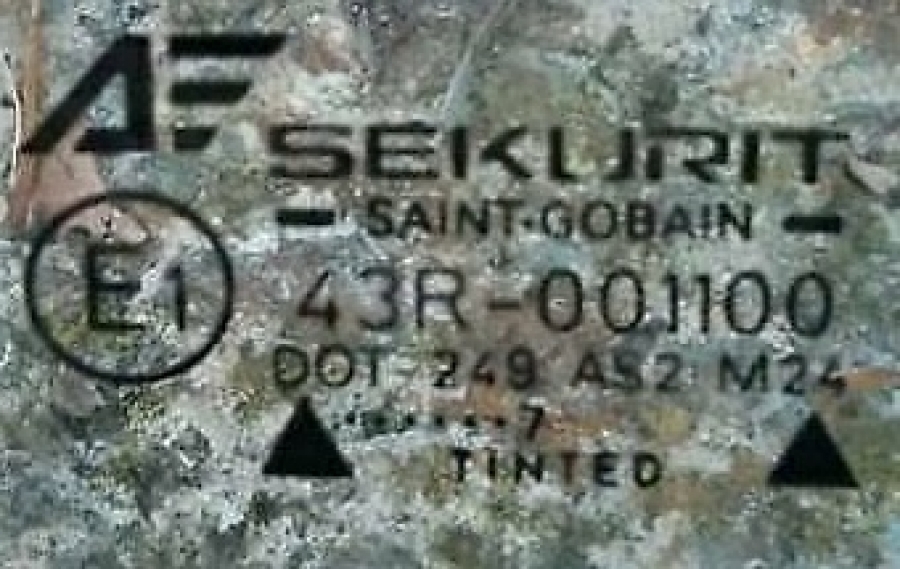 SEKURIT
SAINT-GOBAIN
E1
43R-001100
DOT-249 AS2 M24
.......7
TINTED